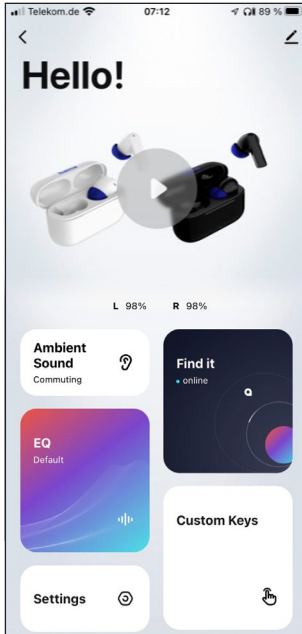 Telekom.de 07:12 89 %
Hello!
L 98% R 98%
Ambient
Sound
Commuting
Find it
online
EQ
Default
Custom Keys
Settings